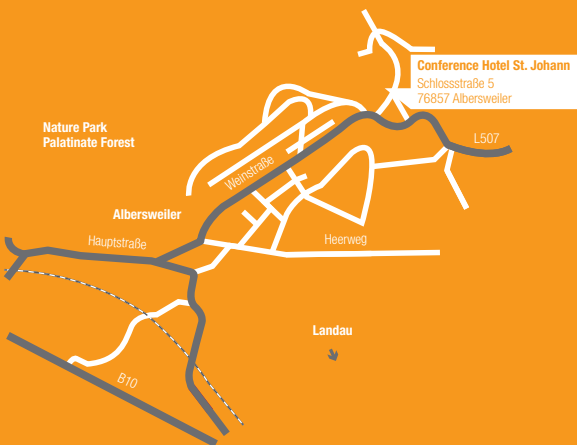 Conference Hotel St. Johann
Schlossstraße 5
76857 Albersweiler
Nature Park
Palatinate Forest
L507
Weinstraße
Albersweiler
Hauptstraße
Heerweg
Landau
B10